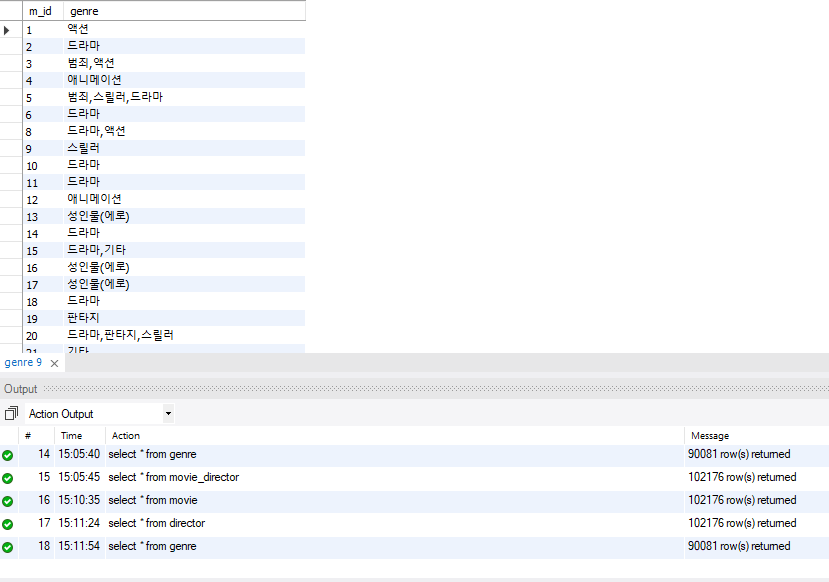 m_id genre
1 액션
2 드라마
3 범죄,액션
4 애니메이션
5 범죄,스릴러,드라마
6 드라마
8 드라마,액션
9 스릴러
10 드라마
11 드라마
12 애니메이션
13 성인물(에로)
14 드라마
15 드라마,기타
16 성인물(에로)
17 성인물(에로)
18 드라마
19 판타지
20 드라마,판타지,스릴러
21 기타
genre 9
Output
Action Output
# Time Action Message
14 15:05:40 select * from genre 90081 row(s) returned
15 15:05:45 select * from movie_director 102176 row(s) returned
16 15:10:35 select * from movie 102176 row(s) returned
17 15:11:24 select * from director 102176 row(s) returned
18 15:11:54 select * from genre 90081 row(s) returned